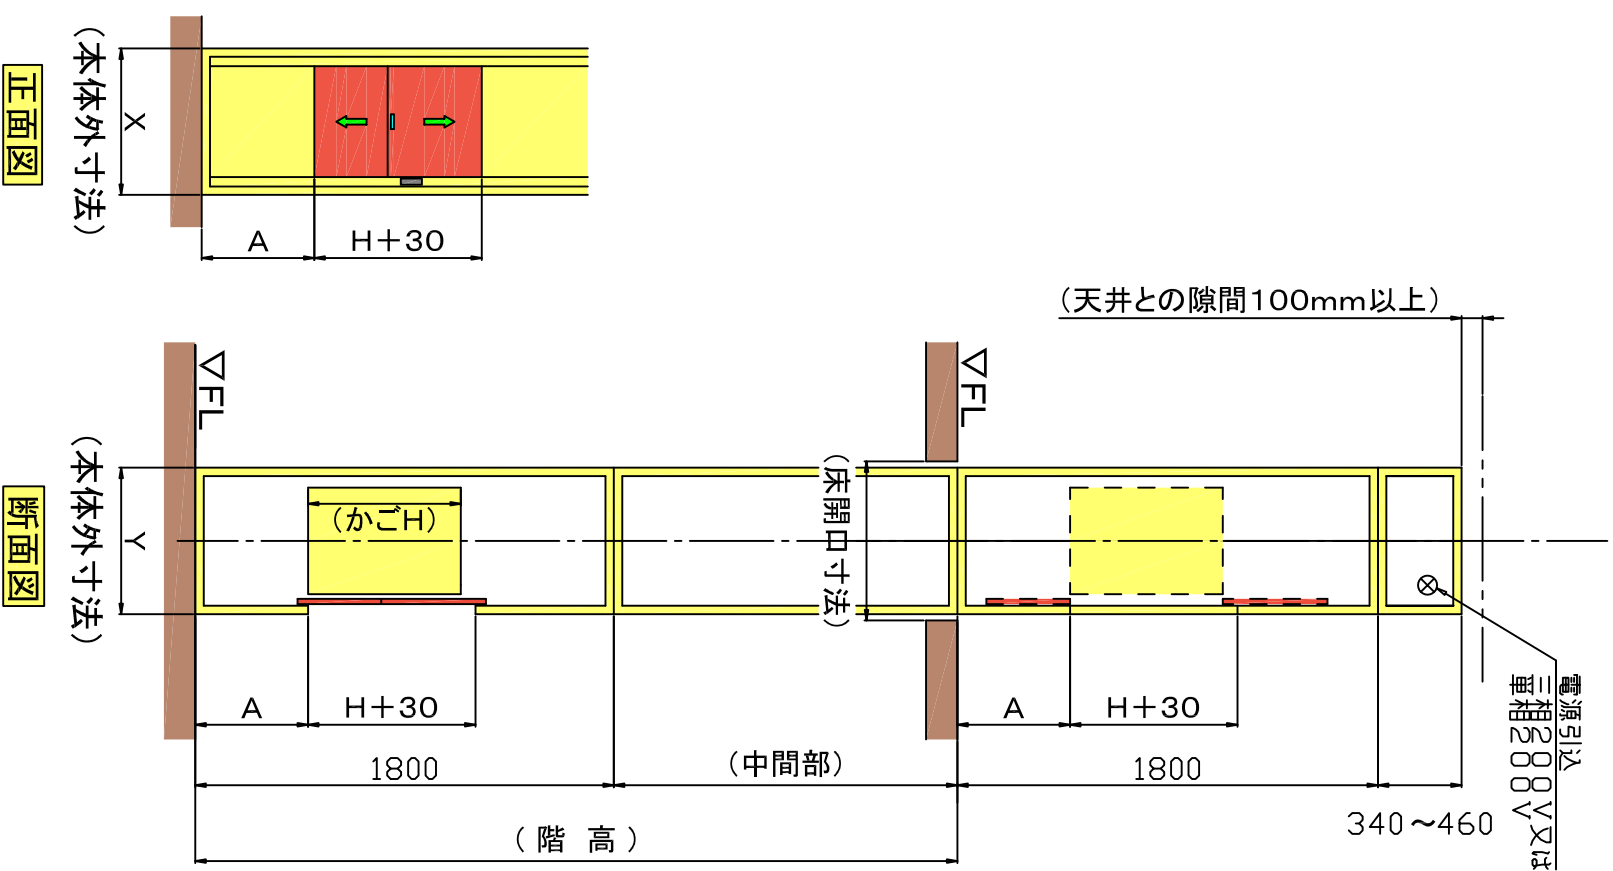 正面図
（本体外寸法）
X
A
H＋30
（天井との隙間100mm以上）
▽FL
▽FL
断面図
（本体外寸法）
Y
（かごH）
（床開口寸法）
A
H＋30
A
H＋30
電源引込
三相200V又は
単相200V
1800
（中間部）
1800
340～460
（階 高）